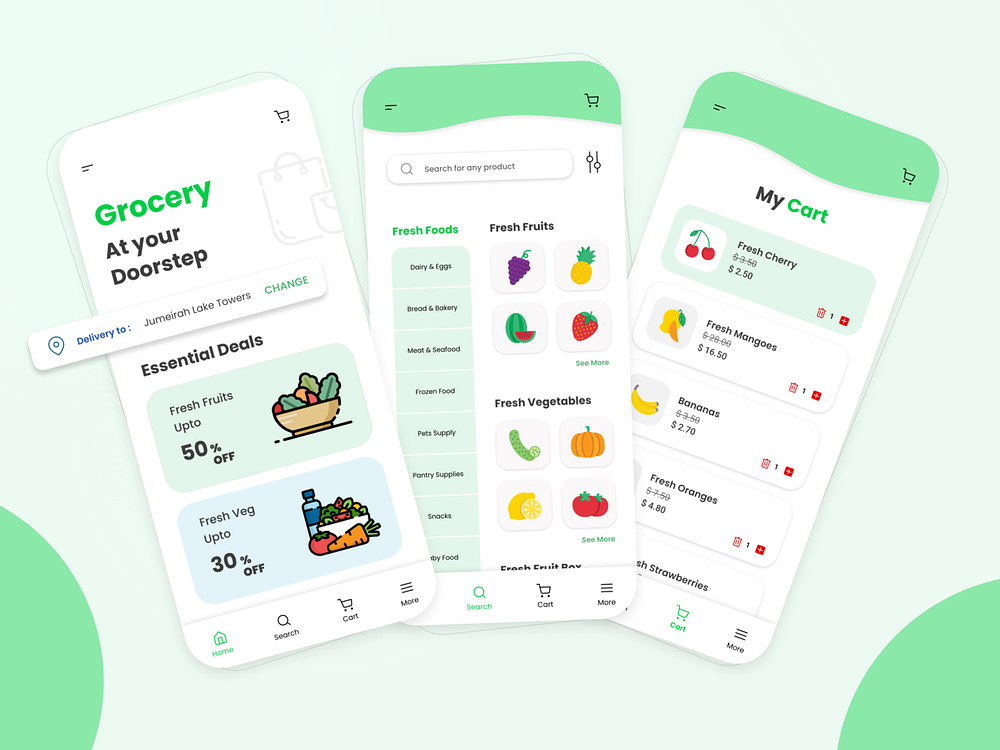 Grocery
At your
Doorstep
Delivery to : Jumeirah Lake Towers CHANGE
Essential Deals
Fresh Fruits
Upto
50% OFF
Fresh Veg
Upto
30% OFF
Home Search Cart More
Search for any product
Fresh Foods
Dairy & Eggs
Bread & Bakery
Meat & Seafood
Frozen Food
Pets Supply
Pantry Supplies
Snacks
by Food
Fresh Fruits
See More
Fresh Vegetables
See More
Fresh Fruit Box
Search Cart More
My Cart
Fresh Cherry
$ 3.50
$ 2.50
1
Fresh Mangoes
$ 28.00
$ 16.50
1
Bananas
$ 3.50
$ 2.70
1
Fresh Oranges
$ 7.50
$ 4.80
1
sh Strawberries
Cart More